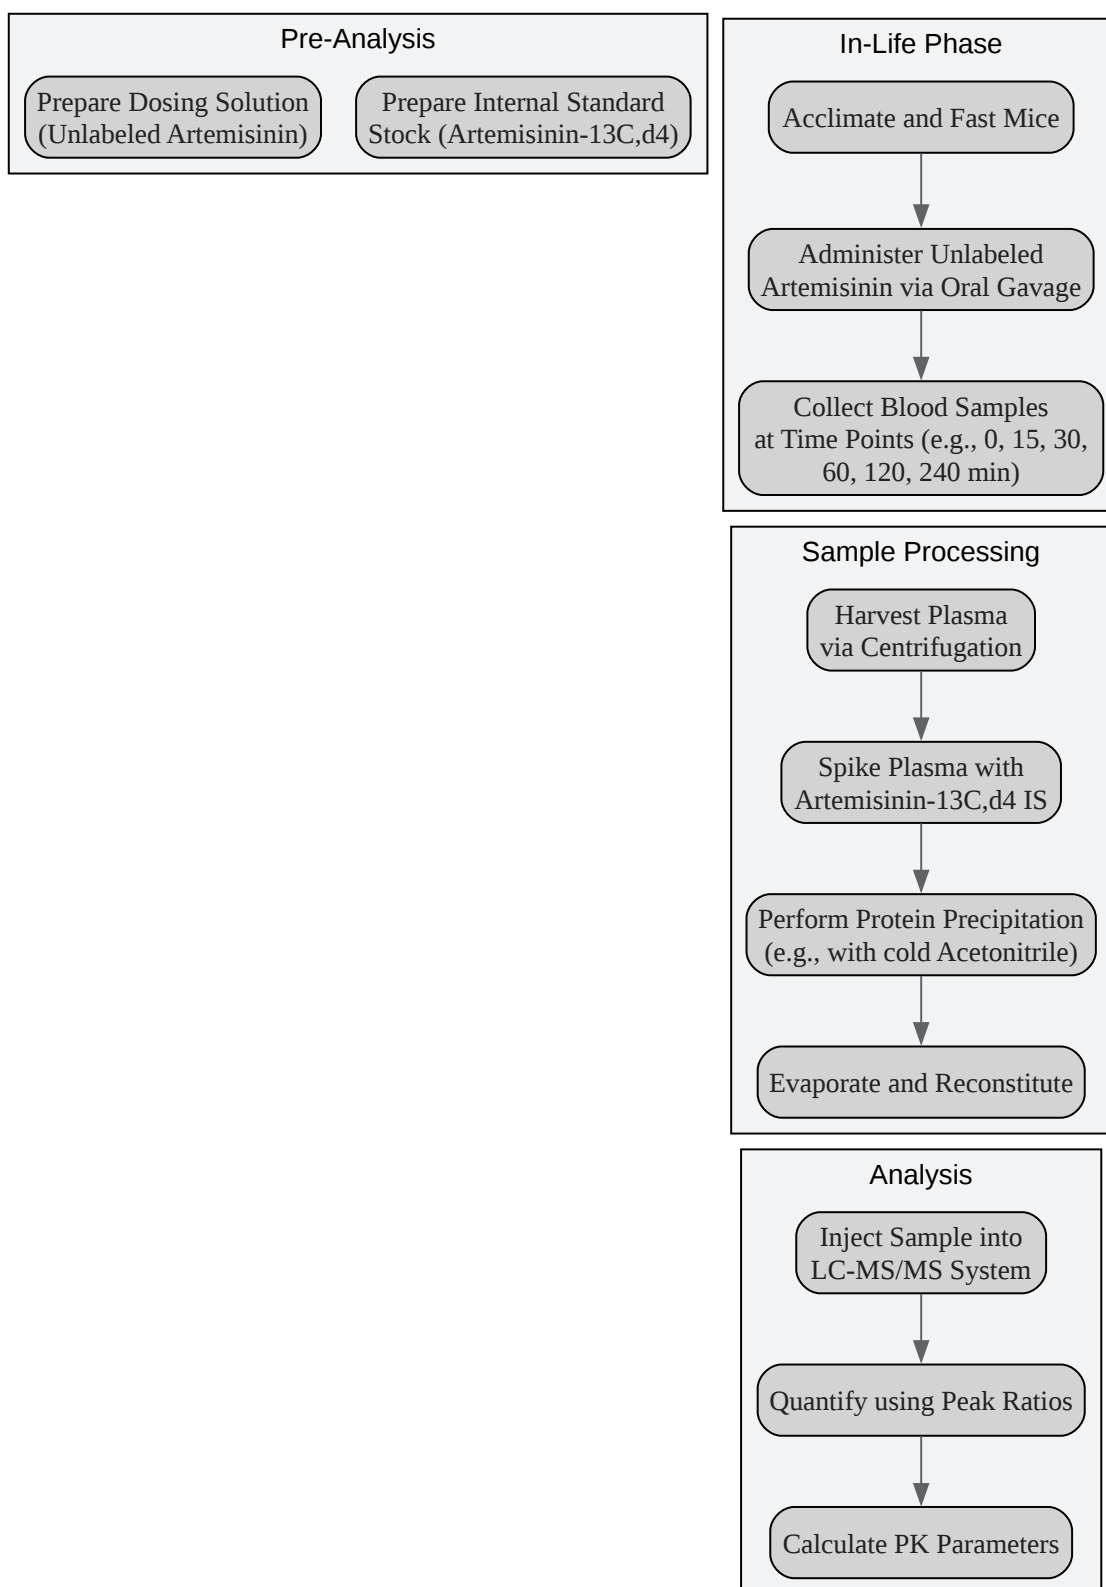 Pre-Analysis
Prepare Dosing Solution
(Unlabeled Artemisinin)
Prepare Internal Standard
Stock (Artemisinin-13C,d4)
In-Life Phase
Acclimate and Fast Mice
Administer Unlabeled
Artemisinin via Oral Gavage
Collect Blood Samples
at Time Points (e.g., 0, 15, 30,
60, 120, 240 min)
Sample Processing
Harvest Plasma
via Centrifugation
Spike Plasma with
Artemisinin-13C,d4 IS
Perform Protein Precipitation
(e.g., with cold Acetonitrile)
Evaporate and Reconstitute
Analysis
Inject Sample into
LC-MS/MS System
Quantify using Peak Ratios
Calculate PK Parameters